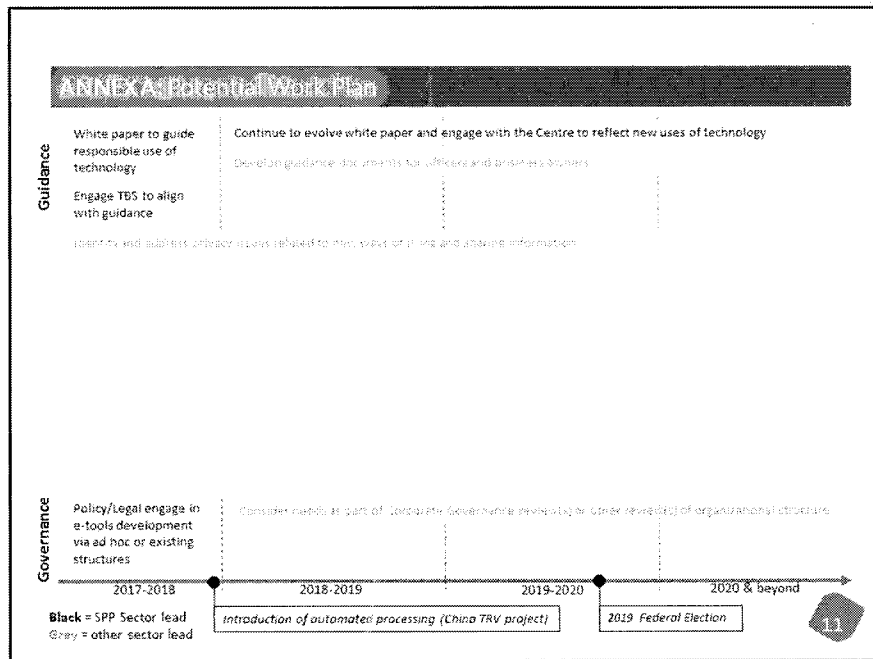 ANNEX A: Potential Work Plan
Guidance
White paper to guide
responsible use of
technology
Continue to evolve white paper and engage with the Centre to reflect new uses of technology
Develop guidance documents for officers and business owners
Engage TBS to align
with guidance
Identify and address privacy issues related to new ways of using and sharing information
Governance
Policy/Legal engage in
e-tools development
via ad hoc or existing
structures
Consider needs as part of Corporate Governance review(s) or other review(s) of organizational structure
2017-2018
2018-2019
2019-2020
2020 & beyond
Black = SPP Sector lead
Grey = other sector lead
Introduction of automated processing (China TRV project)
2019 Federal Election
11